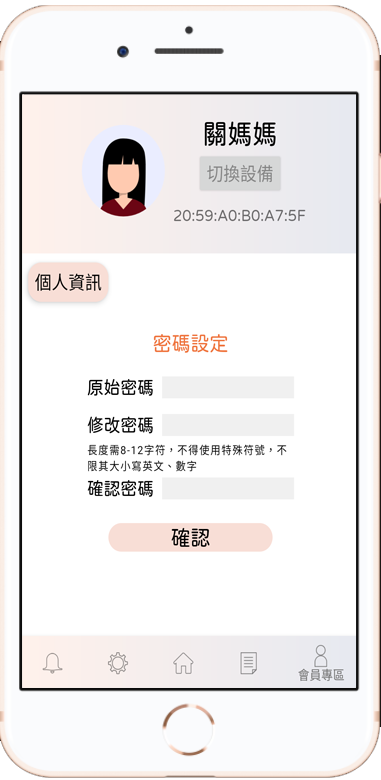 關媽媽
切換設備
20:59:A0:B0:A7:5F
個人資訊
密碼設定
原始密碼
修改密碼
長度需8-12字符，不得使用特殊符號，不
限其大小寫英文、數字
確認密碼
確認
會員專區